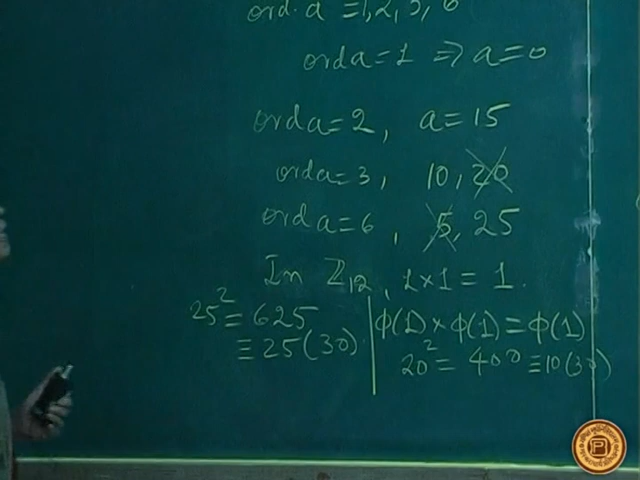 ord a = 1, 2, 3, 6
ord a = 1 ⇒ a = 0
ord a = 2, a = 15
ord a = 3, 10, 20
ord a = 6, 5, 25
In ℤ12, 1×1 = 1.
25² = 625
≡ 25(30)
φ(1) × φ(1) = φ(1)
20² = 400 ≡ 10(30)